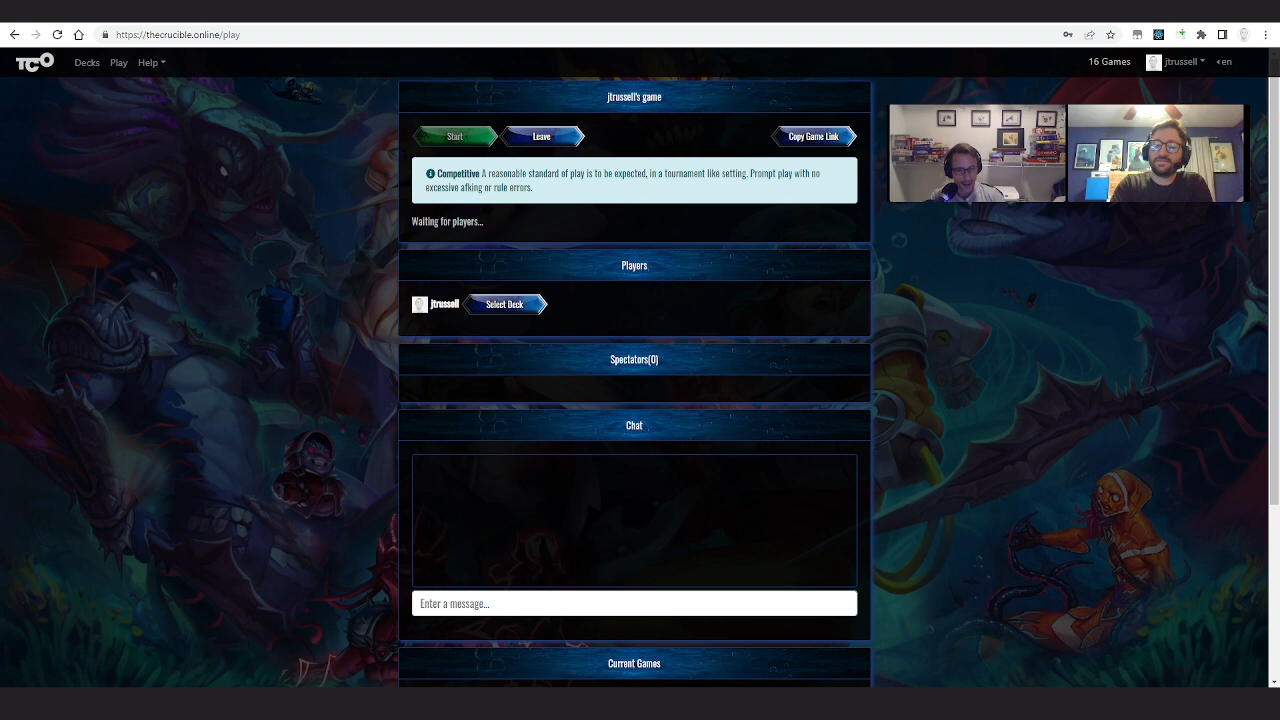 https://thecrucible.online/play
TCO
Decks
Play
Help
16 Games
jtrussell
en
jtrussell's game
Start
Leave
Copy Game Link
Competitive A reasonable standard of play is to be expected, in a tournament like setting. Prompt play with no
excessive afking or rule errors.
Waiting for players...
Players
jtrussell
Select Deck
Spectators(0)
Chat
Enter a message...
Current Games